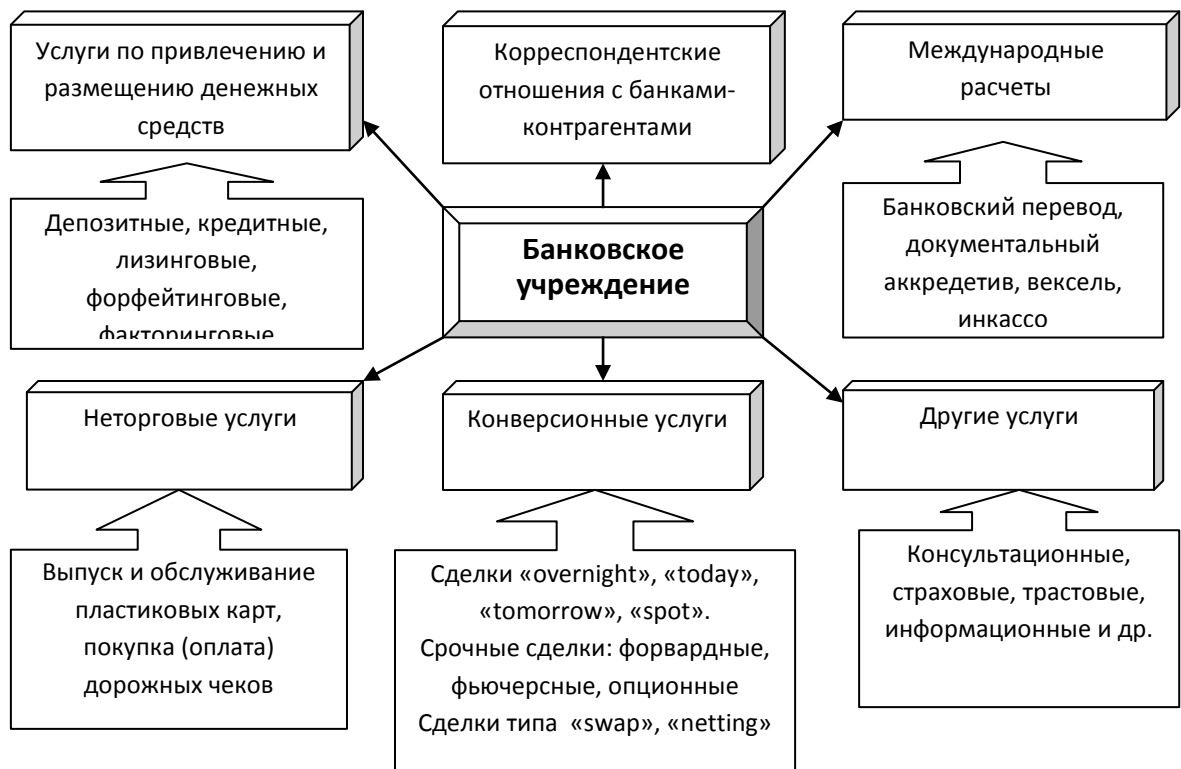 Услуги по привлечению и
размещению денежных
средств
Корреспондентские
отношения с банками-
контрагентами
Международные
расчеты
Депозитные, кредитные,
лизинговые,
форфейтинговые,
факторинговые
Банковское
учреждение
Банковский перевод,
документальный
аккредетив, вексель,
инкассо
Неторговые услуги
Конверсионные услуги
Другие услуги
Выпуск и обслуживание
пластиковых карт,
покупка (оплата)
дорожных чеков
Сделки «overnight», «today»,
«tomorrow», «spot».
Срочные сделки: форвардные,
фьючерсные, опционные
Сделки типа «swap», «netting»
Консультационные,
страховые, трастовые,
информационные и др.